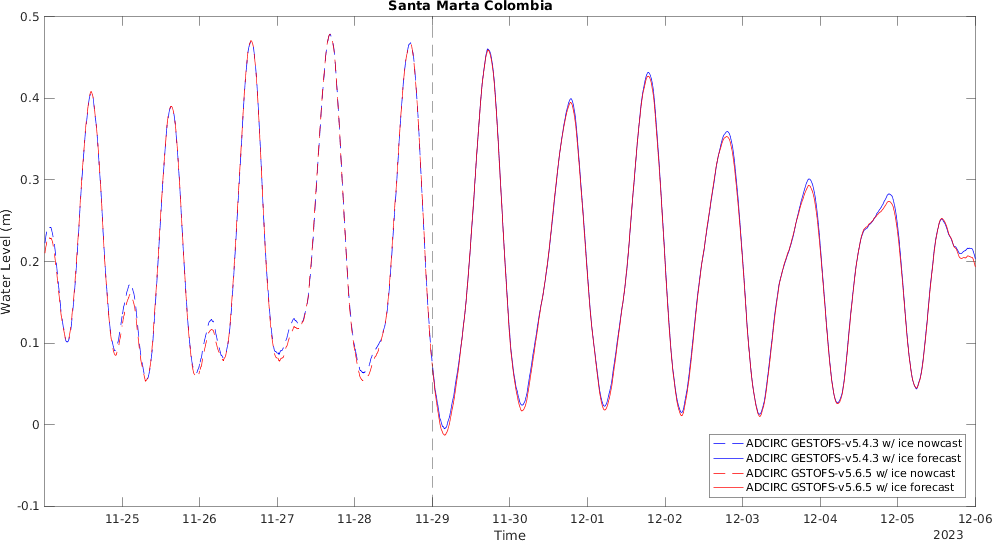 Santa Marta Colombia
0.5
0.4
0.3
0.2
0.1
0
-0.1
Water Level (m)
11-25 11-26 11-27 11-28 11-29 11-30 12-01 12-02 12-03 12-04 12-05 12-06
Time
2023
ADCIRC GESTOFS-v5.4.3 w/ ice nowcast
ADCIRC GESTOFS-v5.4.3 w/ ice forecast
ADCIRC GSTOFS-v5.6.5 w/ ice nowcast
ADCIRC GSTOFS-v5.6.5 w/ ice forecast